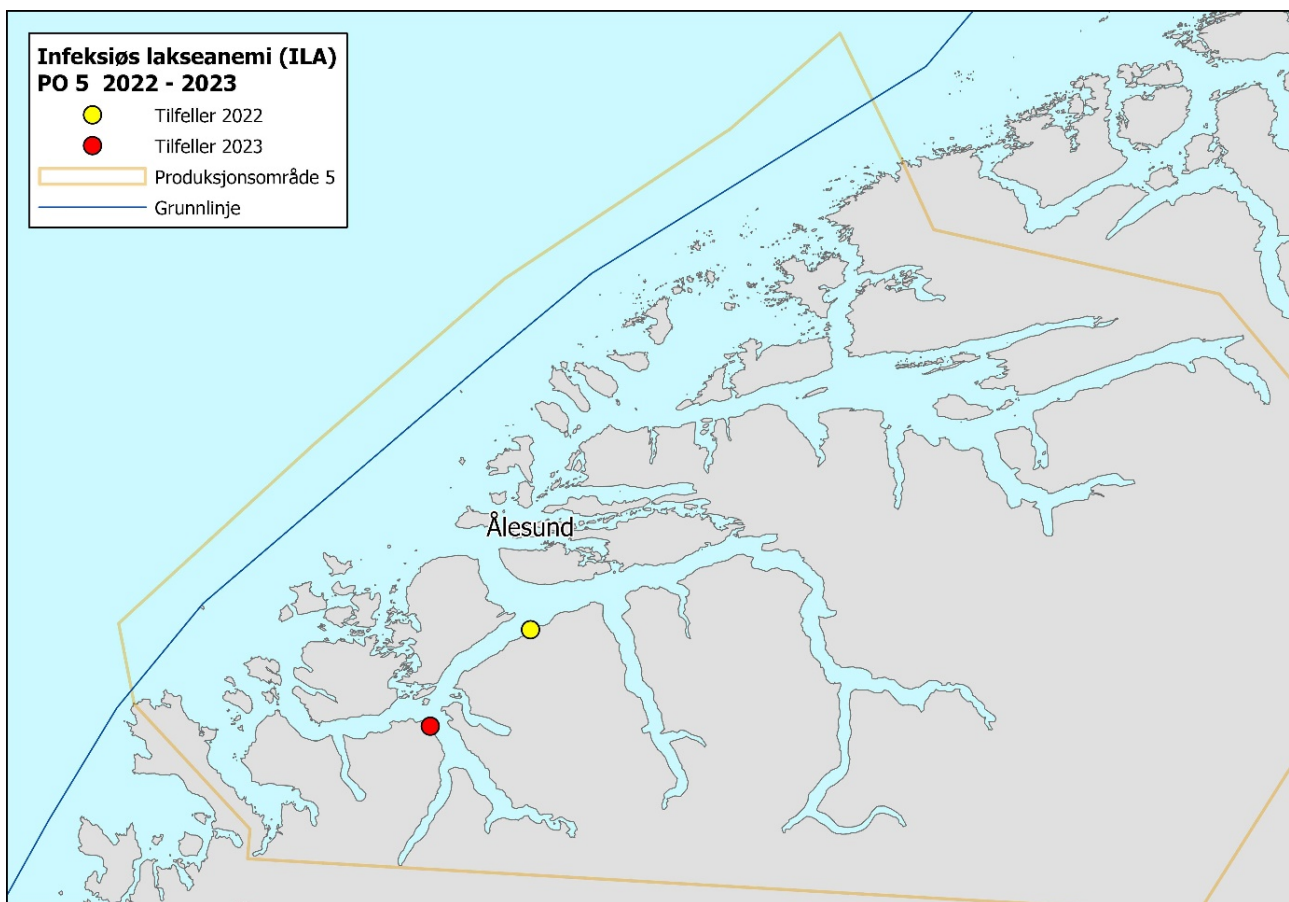 Infeksiøs lakseanemi (ILA)
PO 5 2022 - 2023
Tilfeller 2022
Tilfeller 2023
Produksjonsområde 5
Grunnlinje
Ålesund